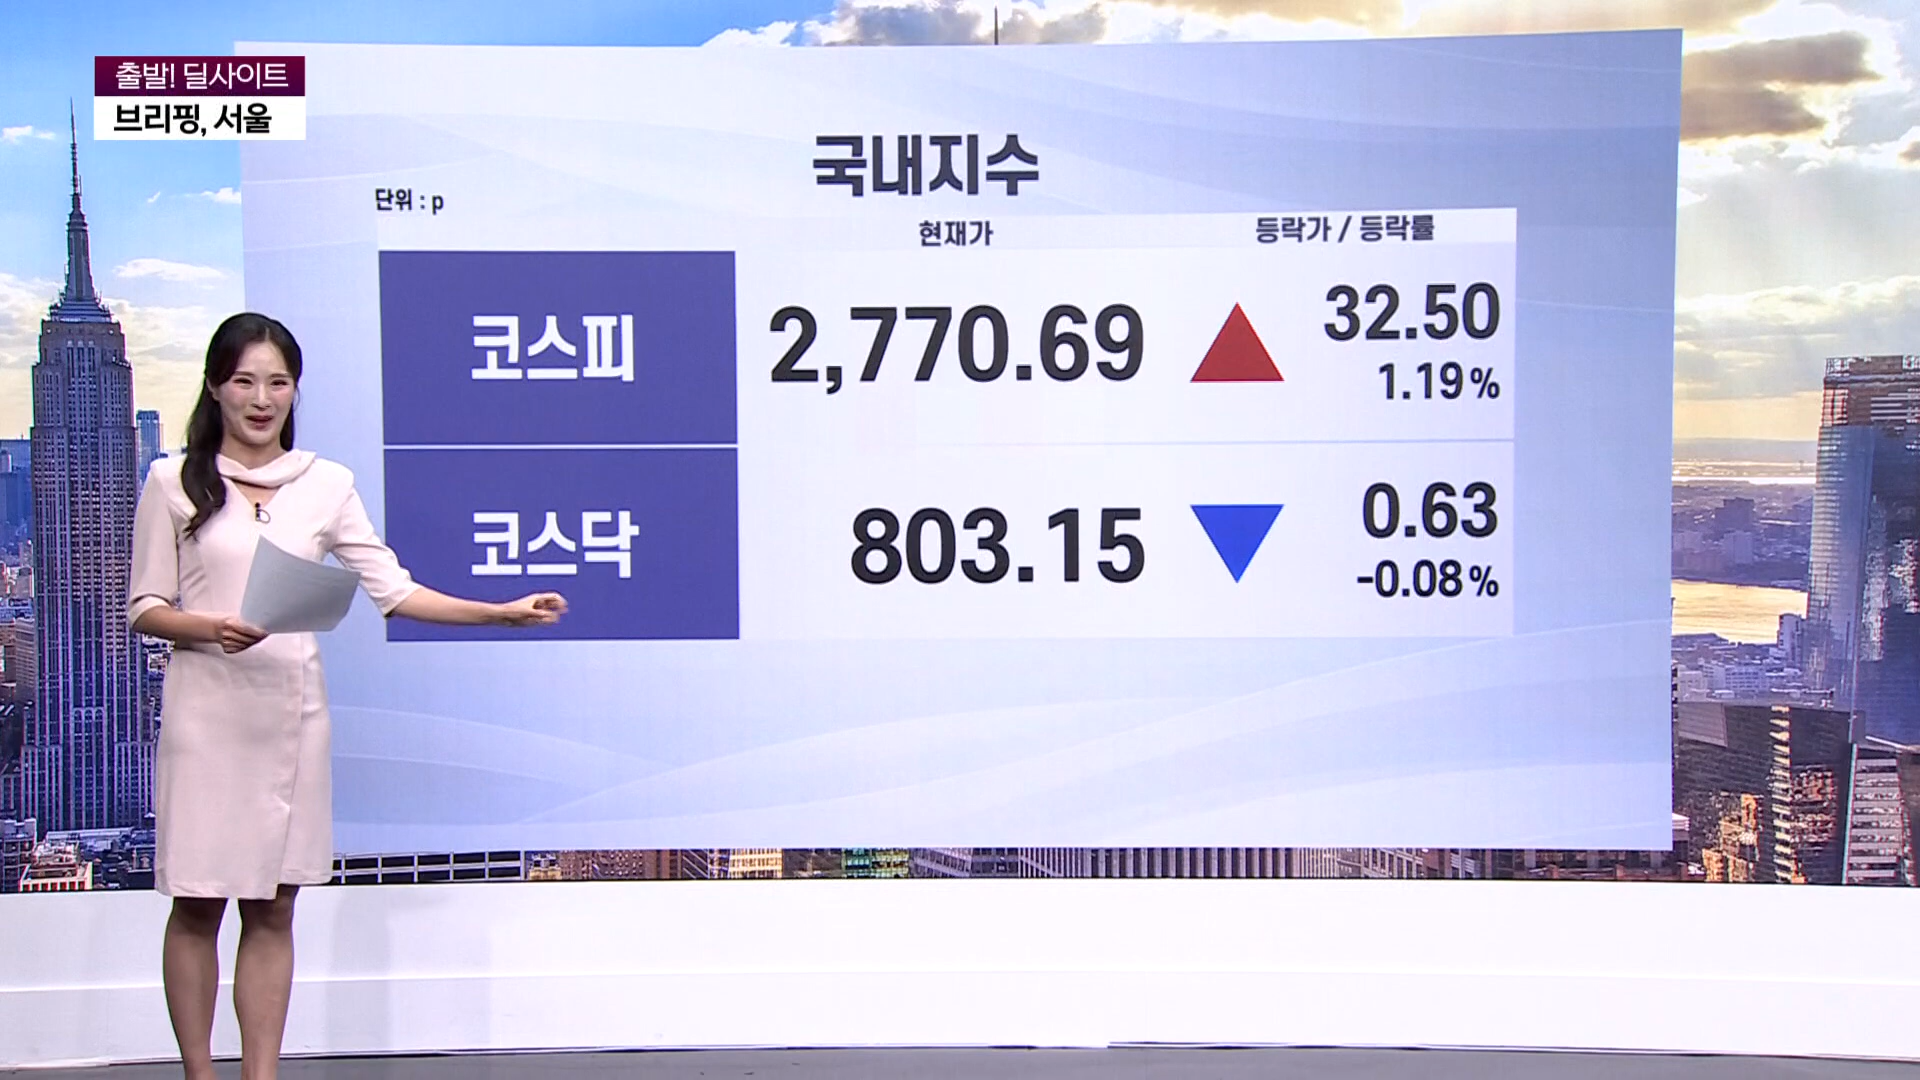 출발! 딜사이트
브리핑, 서울
국내지수
단위 : p
현재가 등락가 / 등락률
코스피 2,770.69 ▲ 32.50
1.19%
코스닥 803.15 ▼ 0.63
-0.08%